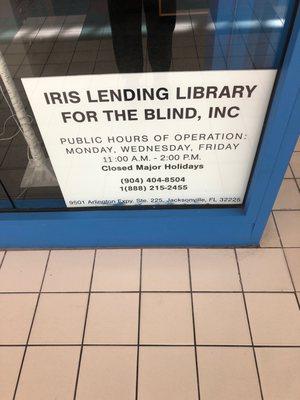 IRIS LENDING LIBRARY
FOR THE BLIND, INC
PUBLIC HOURS OF OPERATION:
MONDAY, WEDNESDAY, FRIDAY
11:00 A.M. - 2:00 P.M.
Closed Major Holidays
(904) 404-8504
1(888) 215-2455
9501 Arlington Expy. Ste. 225, Jacksonville, FL 32225